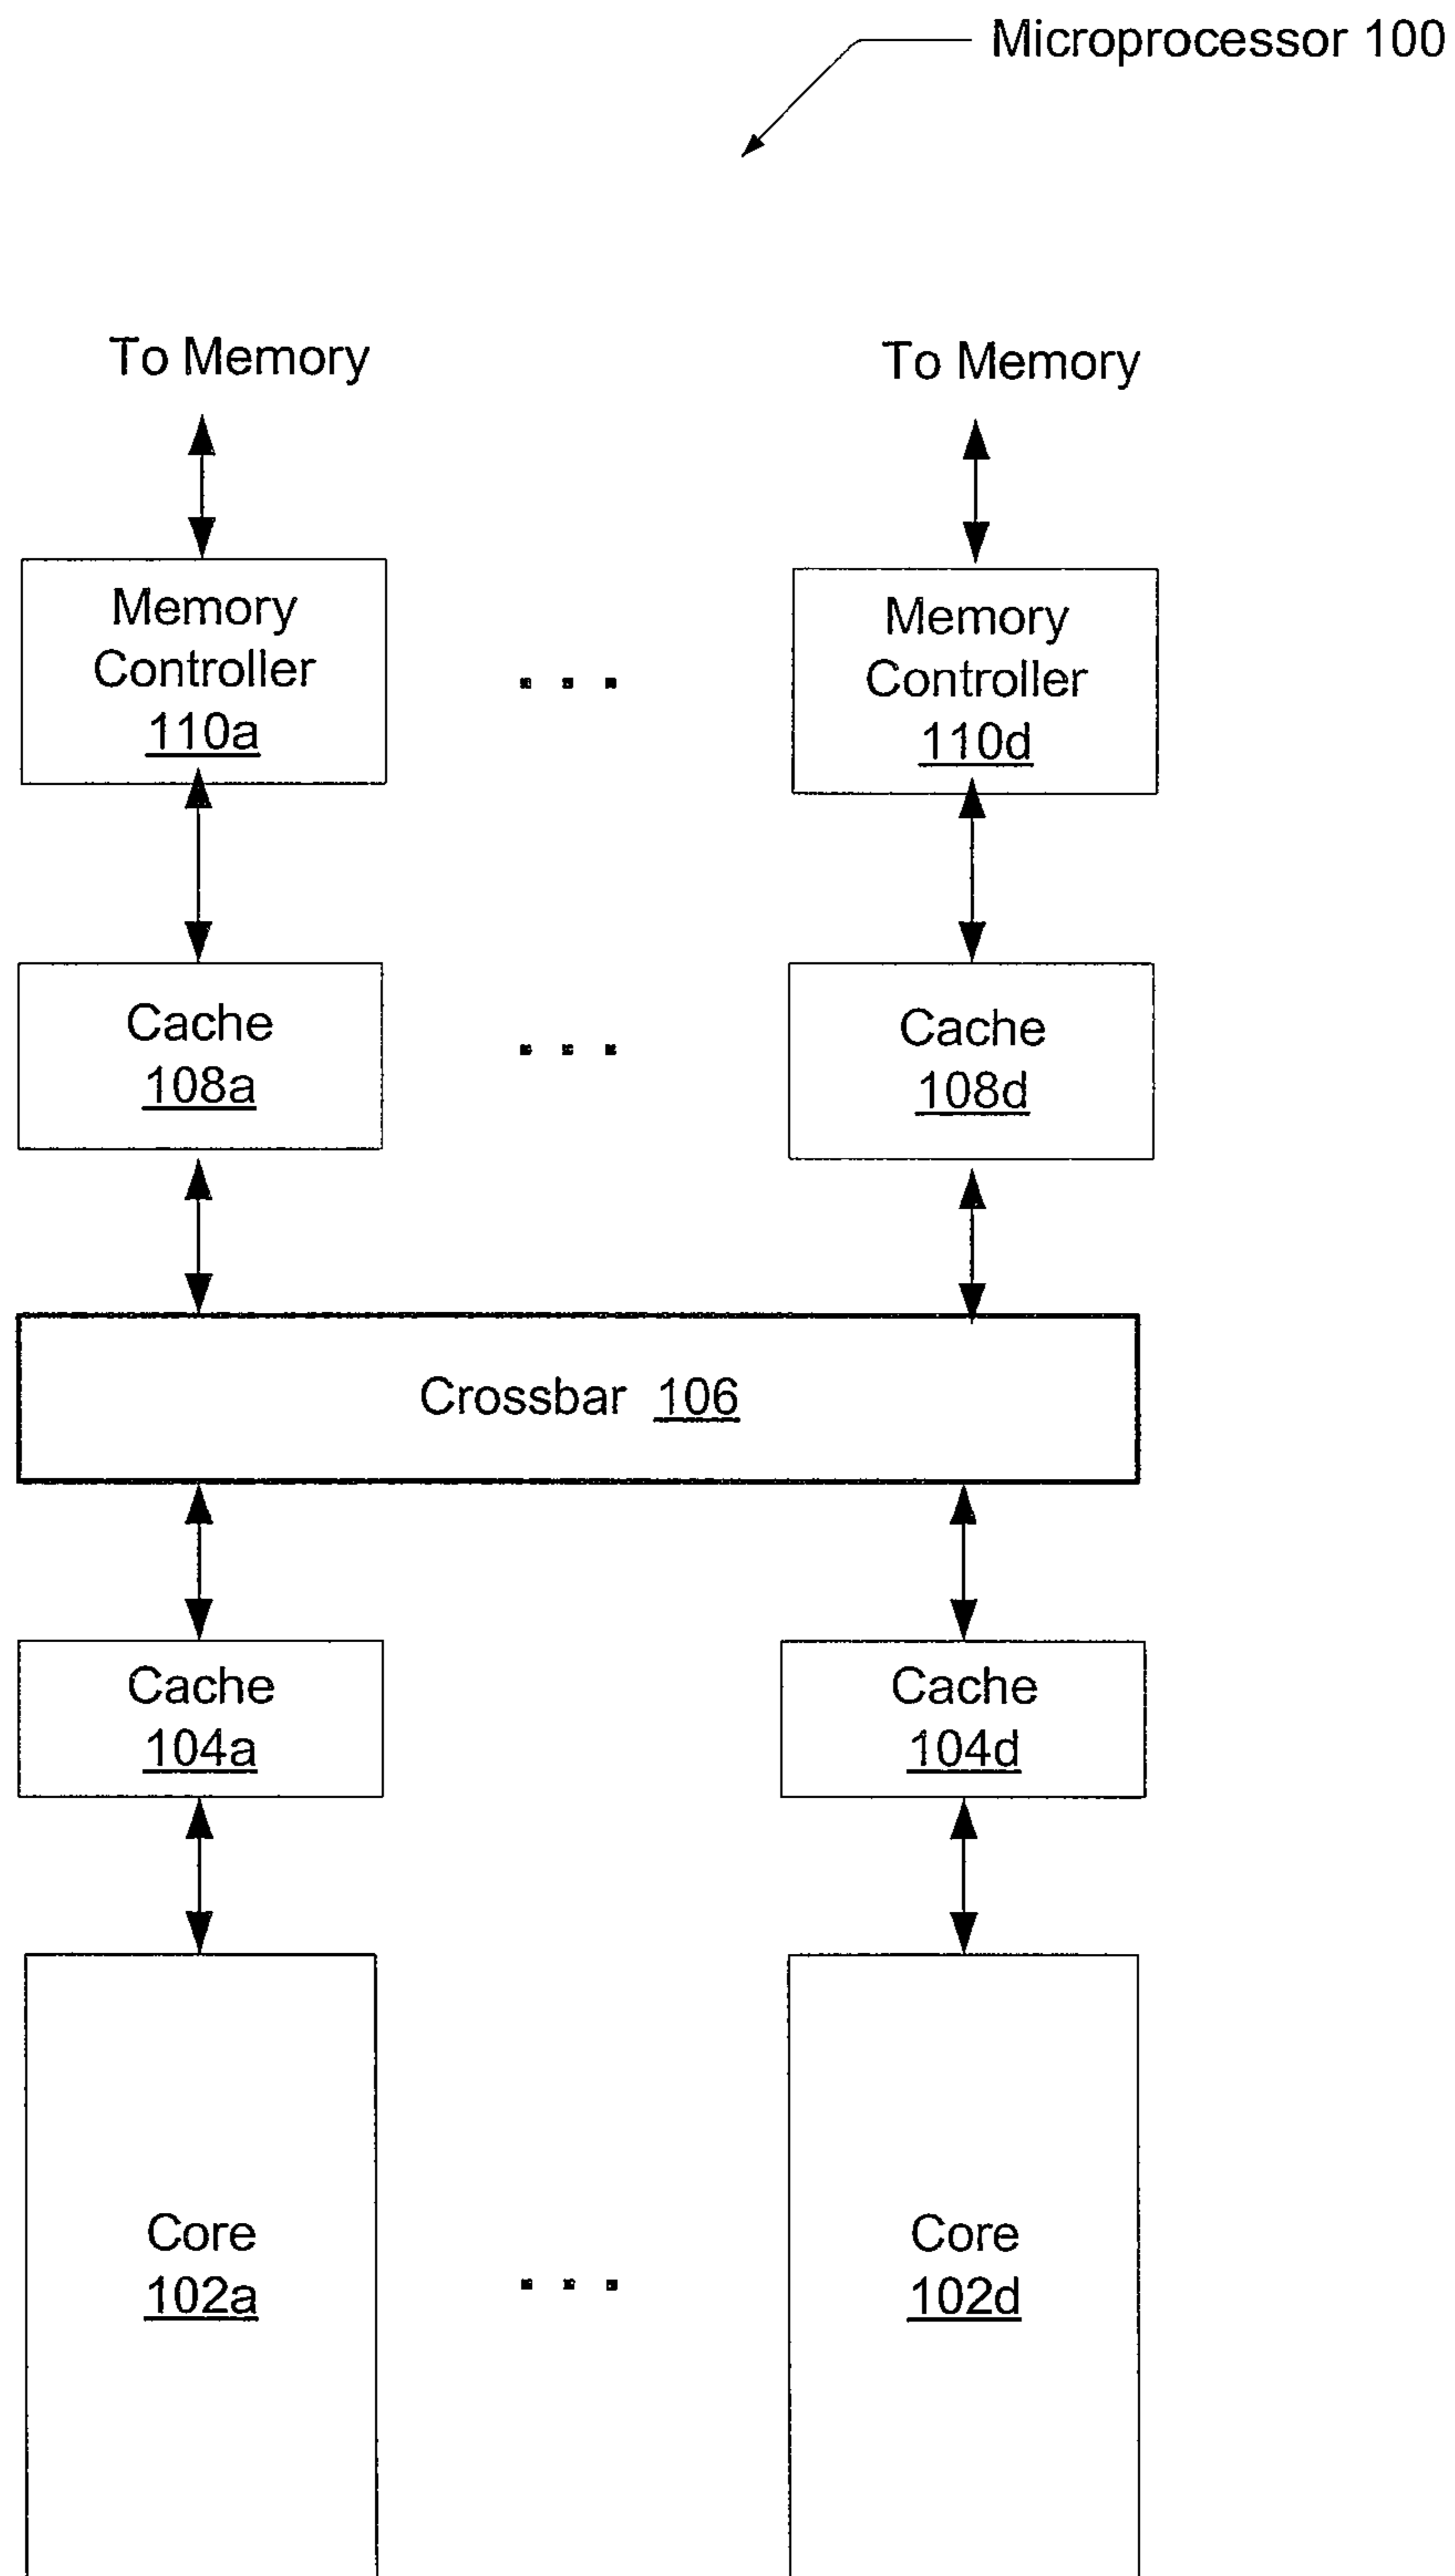 Microprocessor 100
To Memory
To Memory
Memory
Controller
110a
Memory
Controller
110d
Cache
108a
Cache
108d
Crossbar 106
Cache
104a
Cache
104d
Core
102a
Core
102d